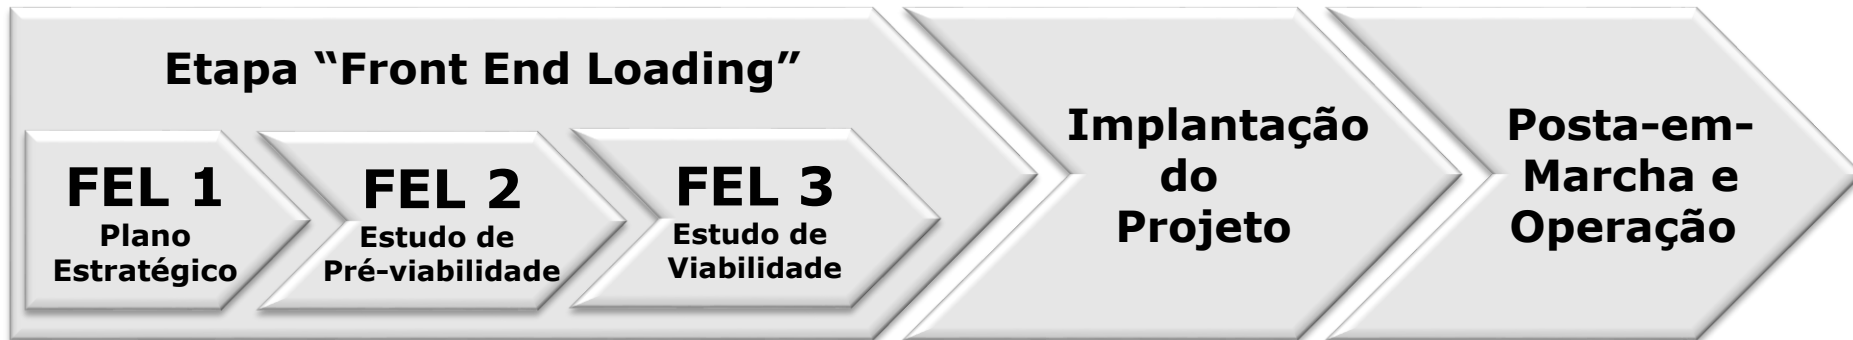 Etapa “Front End Loading”
FEL 1
Plano
Estratégico
FEL 2
Estudo de
Pré-viabilidade
FEL 3
Estudo de
Viabilidade
Implantação
do
Projeto
Posta-em-
Marcha e
Operação